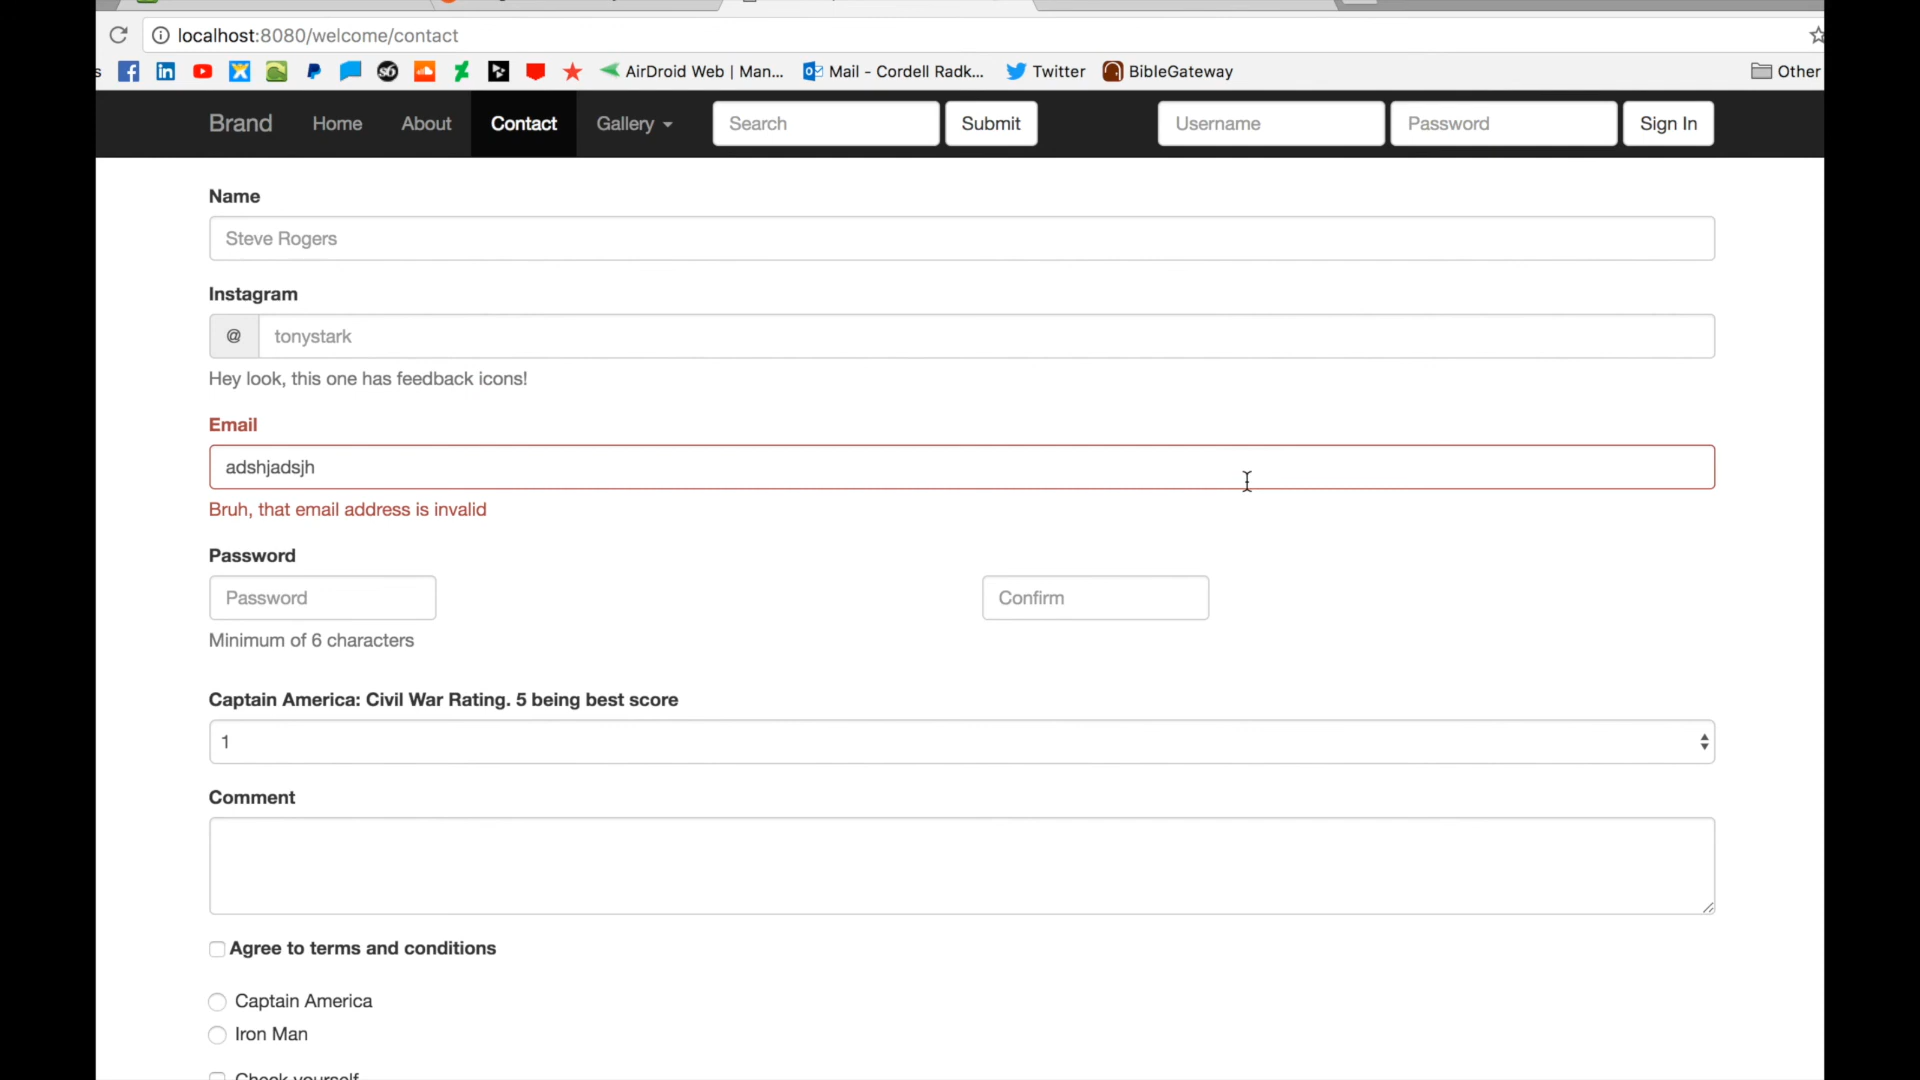 localhost:8080/welcome/contact
s AirDroid Web | Man... Mail - Cordell Radk... Twitter BibleGateway Other
Brand Home About Contact Gallery Search Submit Username Password Sign In
Name
Steve Rogers
Instagram
@ tonystark
Hey look, this one has feedback icons!
Email
adshjadsjh
Bruh, that email address is invalid
Password
Password Confirm
Minimum of 6 characters
Captain America: Civil War Rating. 5 being best score
1
Comment
Agree to terms and conditions
Captain America
Iron Man
Check yourself